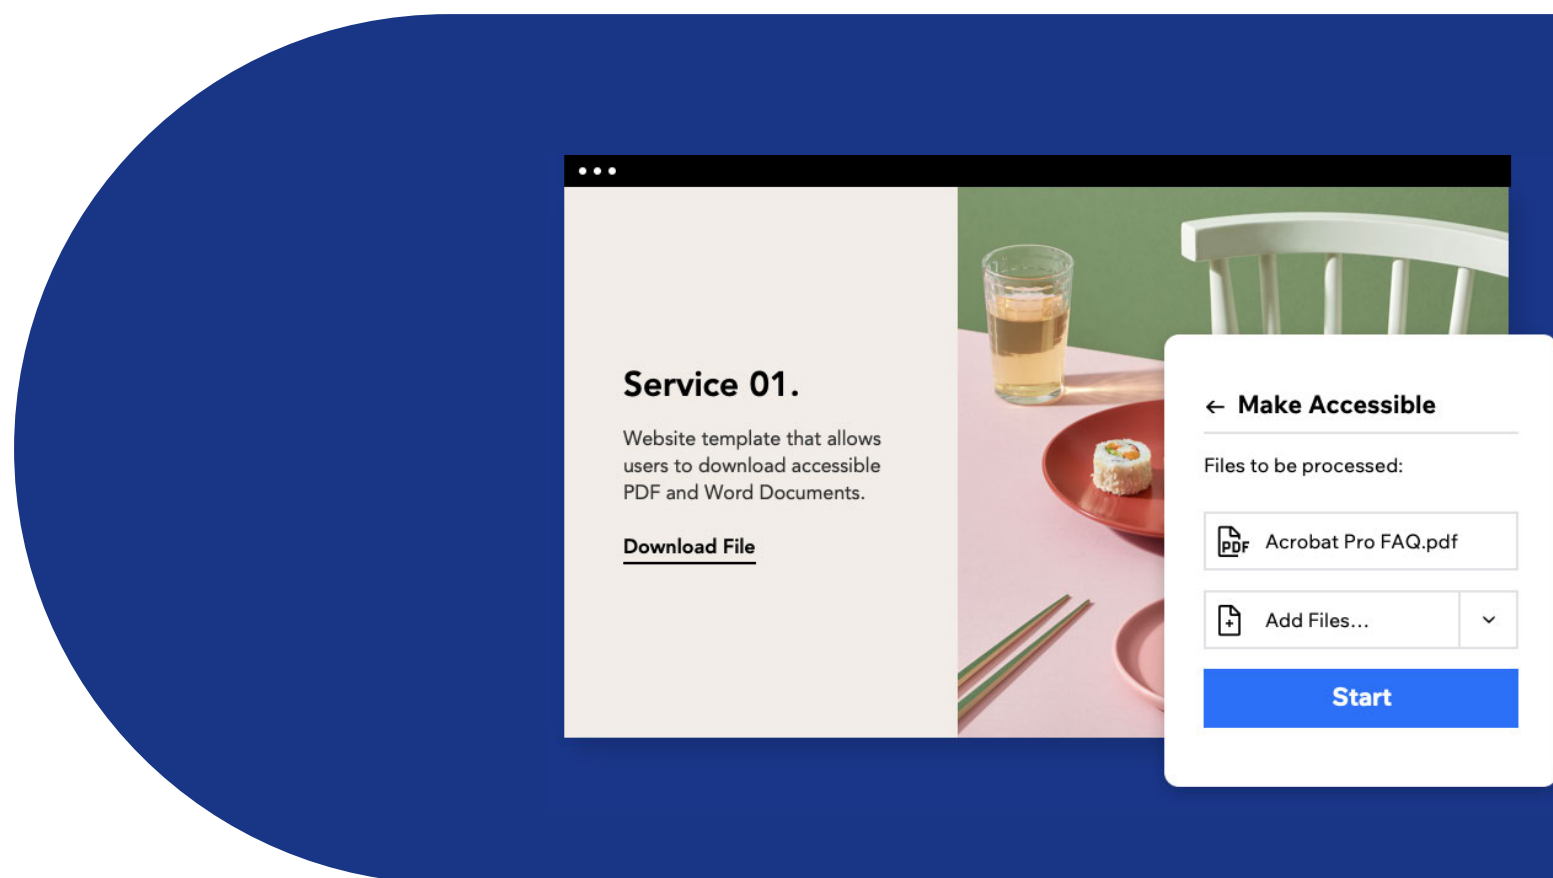 Service 01.
Website template that allows
users to download accessible
PDF and Word Documents.
Download File
← Make Accessible
Files to be processed:
PDF Acrobat Pro FAQ.pdf
Add Files...
Start